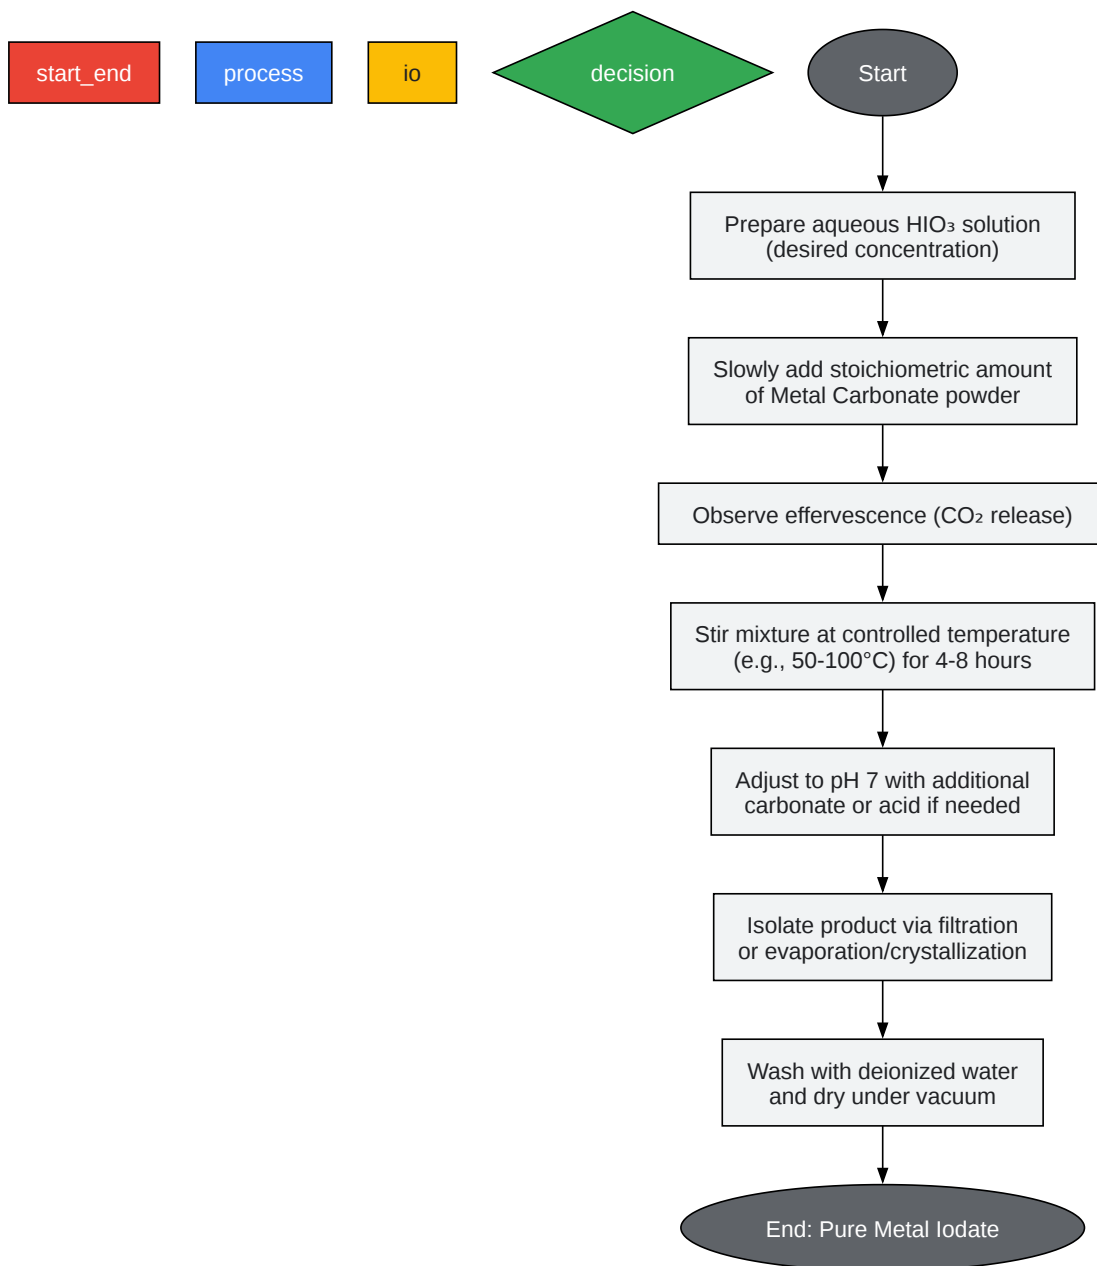 start_end
process
io
decision
Start
Prepare aqueous HIO₃ solution
(desired concentration)
Slowly add stoichiometric amount
of Metal Carbonate powder
Observe effervescence (CO₂ release)
Stir mixture at controlled temperature
(e.g., 50-100°C) for 4-8 hours
Adjust to pH 7 with additional
carbonate or acid if needed
Isolate product via filtration
or evaporation/crystallization
Wash with deionized water
and dry under vacuum
End: Pure Metal Iodate